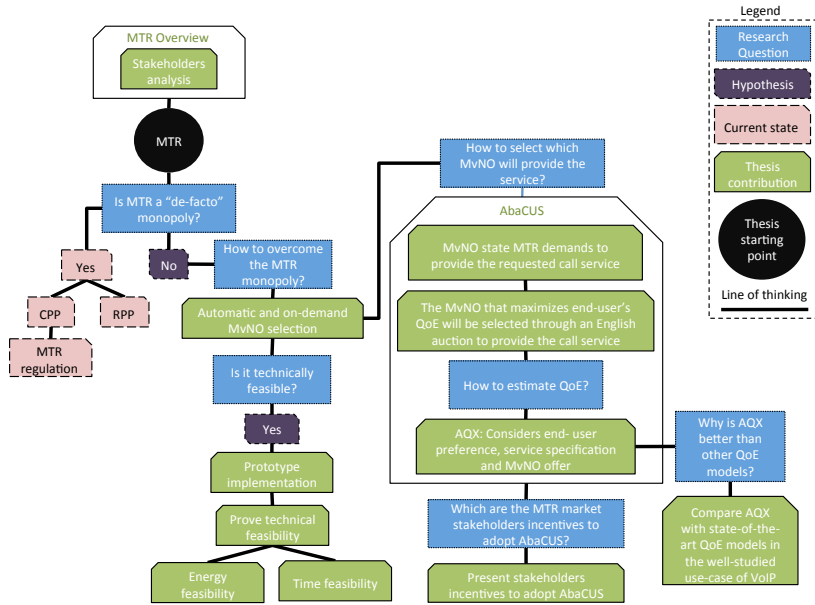 MTR Overview
Stakeholders
analysis
MTR
Is MTR a “de-facto”
monopoly?
Yes
No
CPP
RPP
MTR
regulation
How to overcome
the MTR
monopoly?
Automatic and on-demand
MvNO selection
Is it technically
feasible?
Yes
Prototype
implementation
Prove technical
feasibility
Energy
feasibility
Time feasibility
How to select which
MvNO will provide the
service?
AbaCUS
MvNO state MTR demands to
provide the requested call service
The MvNO that maximizes end-user's
QoE will be selected through an English
auction to provide the call service
How to estimate QoE?
AQX: Considers end- user
preference, service specification
and MvNO offer
Which are the MTR market
stakeholders incentives to
adopt AbaCUS?
Present stakeholders
incentives to adopt AbaCUS
Why is AQX
better than
other QoE
models?
Compare AQX
with state-of-the-
art QoE models in
the well-studied
use-case of VoIP
Legend
Research
Question
Hypothesis
Current state
Thesis
contribution
Thesis
starting
point
Line of thinking